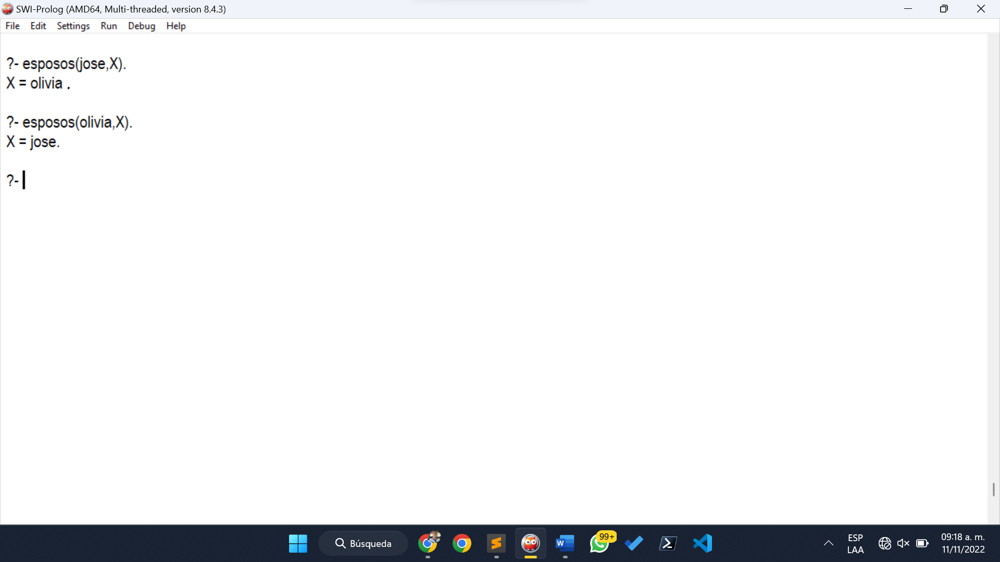 SWI-Prolog (AMD64, Multi-threaded, version 8.4.3)
File Edit Settings Run Debug Help
?- esposos(jose,X).
X = olivia .
?- esposos(olivia,X).
X = jose.
?-
Búsqueda
99+
ESP
LAA
09:18 a. m.
11/11/2022